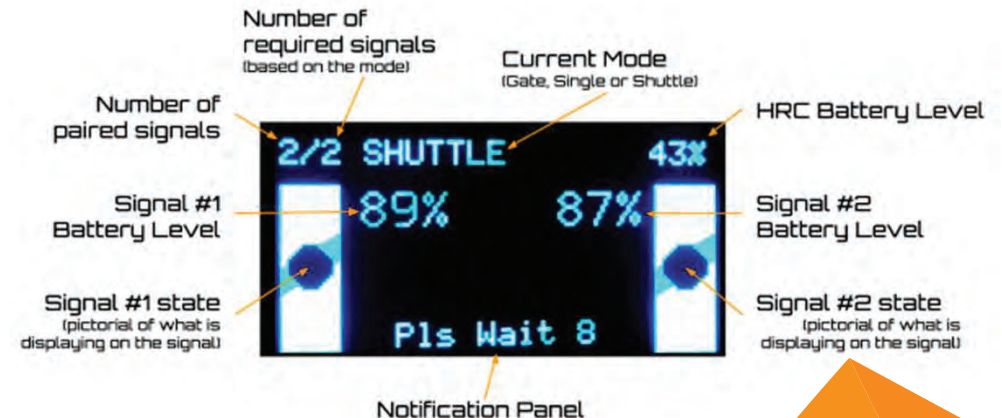 Number of
required signals
(based on the mode)
Current Mode
(Gate, Single or Shuttle)
Number of
paired signals
HRC Battery Level
2/2 SHUTTLE 43%
Signal #1
Battery Level
89% 87%
Signal #2
Battery Level
Signal #1 state
(pictorial of what is
displaying on the signal)
Signal #2 state
(pictorial of what is
displaying on the signal)
Pls Wait 8
Notification Panel